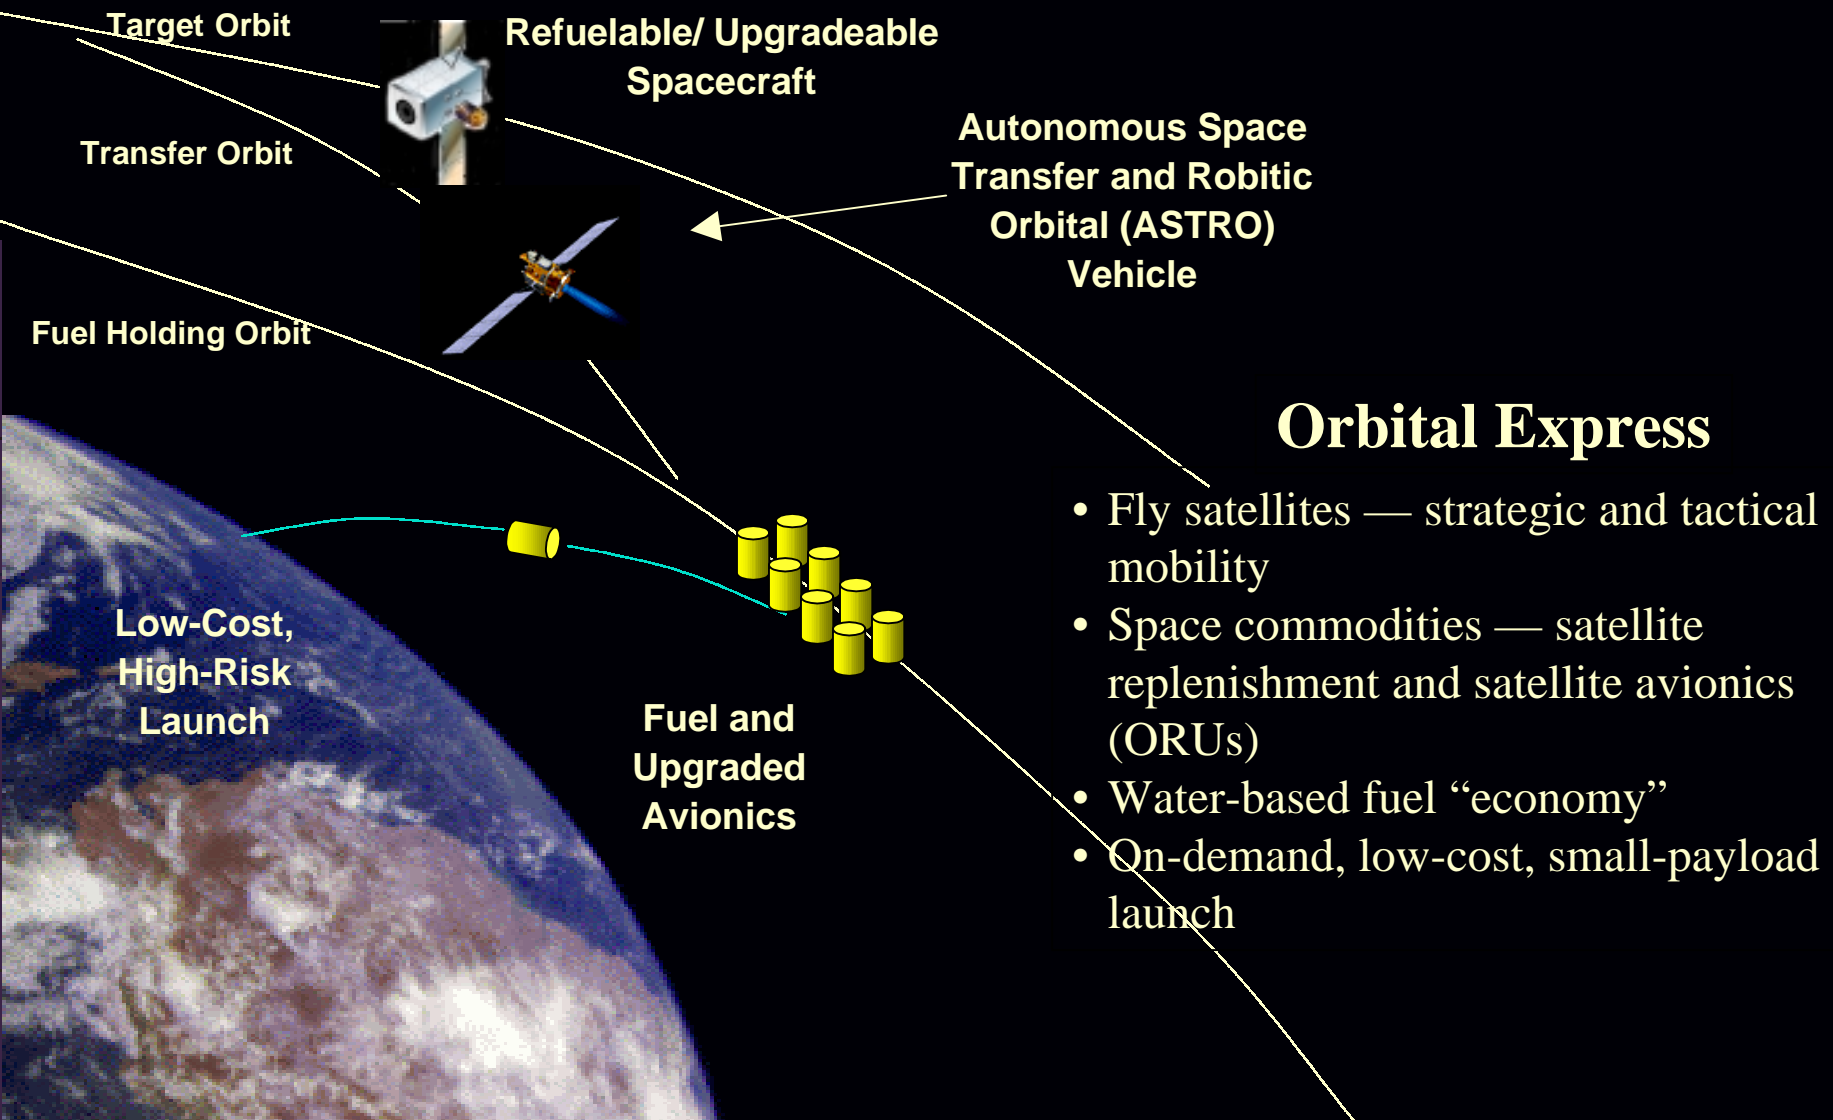 Target Orbit
Refuelable/ Upgradeable
Spacecraft
Transfer Orbit
Autonomous Space
Transfer and Robitic
Orbital (ASTRO)
Vehicle
Fuel Holding Orbit
Low-Cost,
High-Risk
Launch
Fuel and
Upgraded
Avionics
Orbital Express
• Fly satellites — strategic and tactical
mobility
• Space commodities — satellite
replenishment and satellite avionics
(ORUs)
• Water-based fuel “economy”
• On-demand, low-cost, small-payload
launch